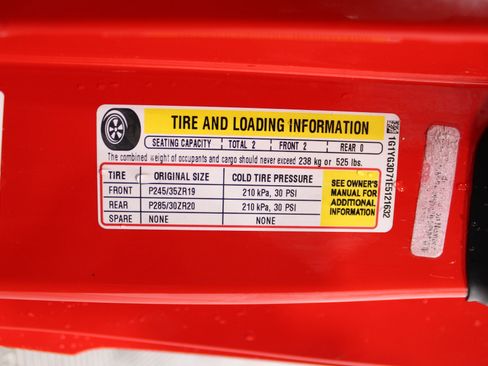 TIRE AND LOADING INFORMATION
SEATING CAPACITY TOTAL 2 FRONT 2 REAR 0
The combined weight of occupants and cargo should never exceed 238 kg or 525 lbs.
TIRE ORIGINAL SIZE COLD TIRE PRESSURE
FRONT P245/35ZR19 210 kPa, 30 PSI
REAR P285/30ZR20 210 kPa, 30 PSI
SPARE NONE NONE
SEE OWNER'S
MANUAL FOR
ADDITIONAL
INFORMATION
1G1YG3D71E5121632